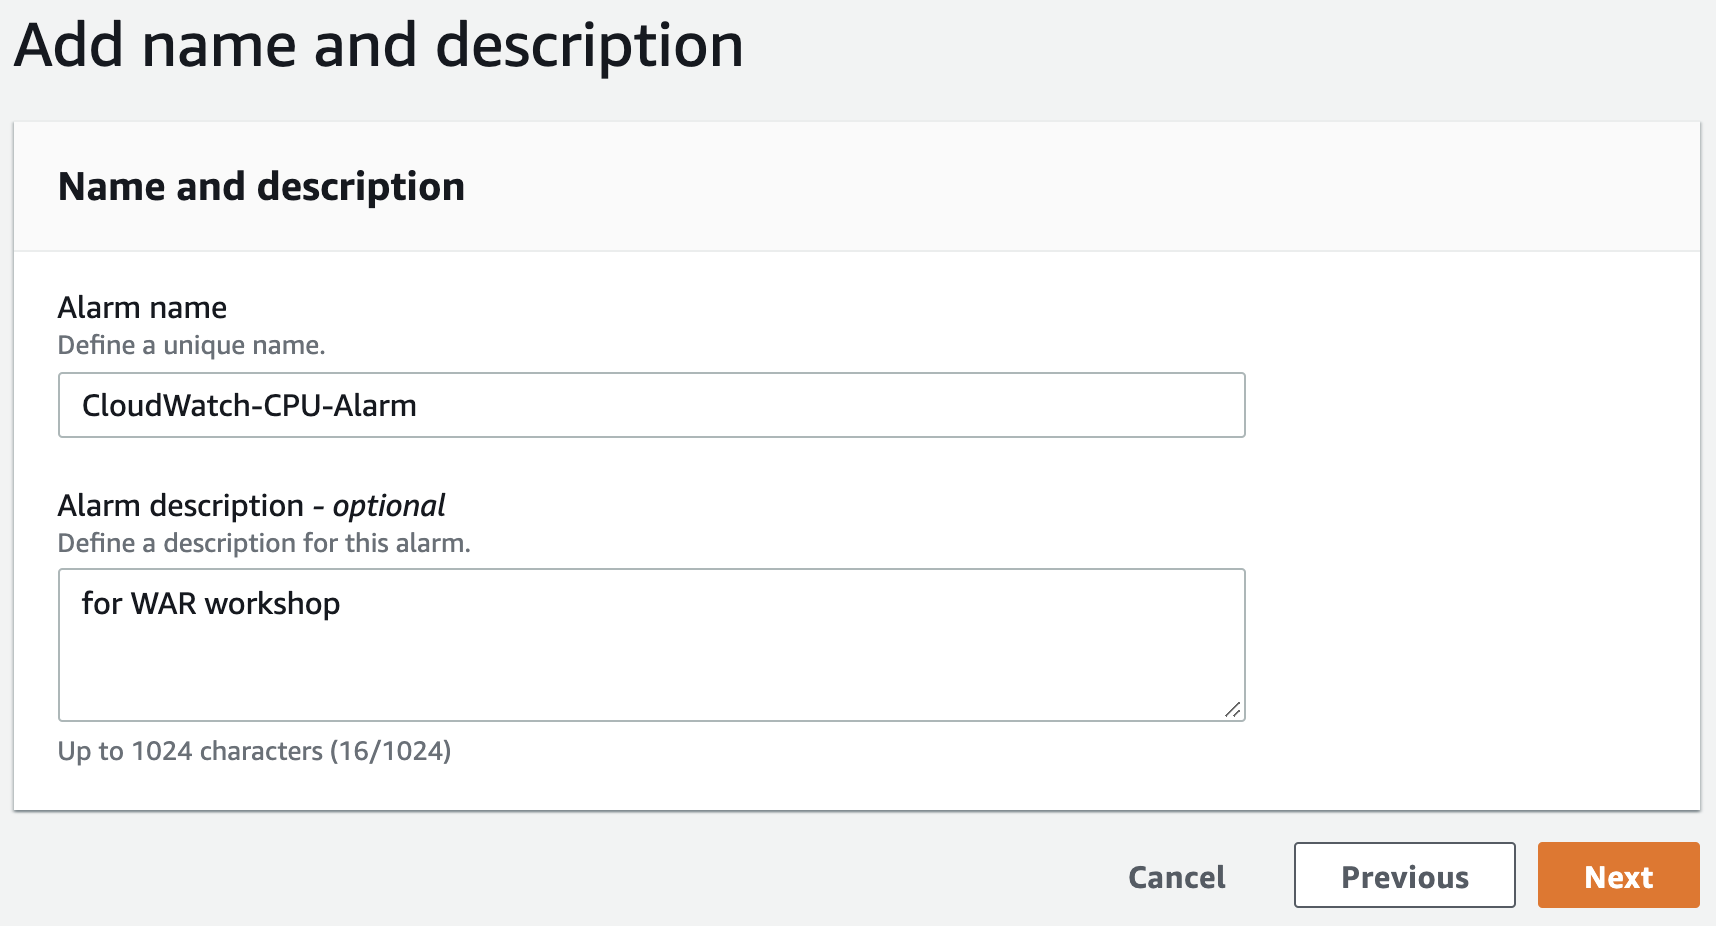 Add name and description
Name and description
Alarm name
Define a unique name.
CloudWatch-CPU-Alarm
Alarm description - optional
Define a description for this alarm.
for WAR workshop
Up to 1024 characters (16/1024)
Cancel
Previous
Next